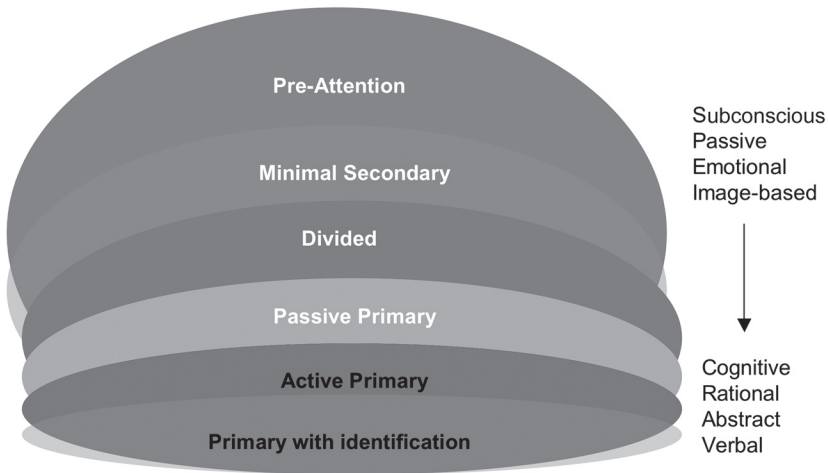 Pre-Attention
Minimal Secondary
Divided
Passive Primary
Active Primary
Primary with identification
Subconscious
Passive
Emotional
Image-based
Cognitive
Rational
Abstract
Verbal